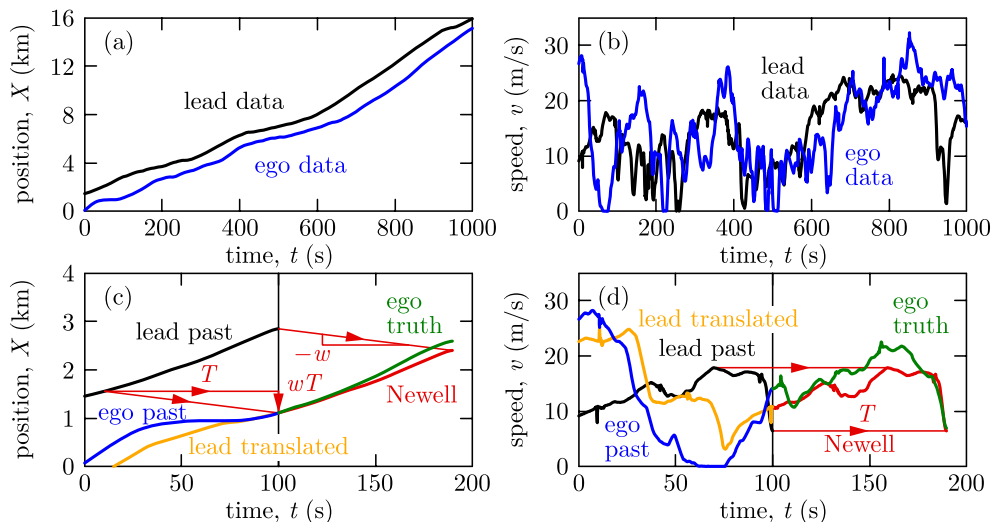 position, X (km)
16
12
8
4
0
(a)
lead data
ego data
0
200
400
600
800
1000
time, t (s)
speed, v (m/s)
30
20
10
0
(b)
lead
data
ego
data
0
200
400
600
800
1000
time, t (s)
position, X (km)
4
3
2
1
0
(c)
lead past
ego
truth
−w
T
wT
Newell
ego past
lead translated
0
50
100
150
200
time, t (s)
speed, v (m/s)
30
20
10
0
(d)
ego
truth
lead translated
lead past
T
Newell
ego
past
0
50
100
150
200
time, t (s)